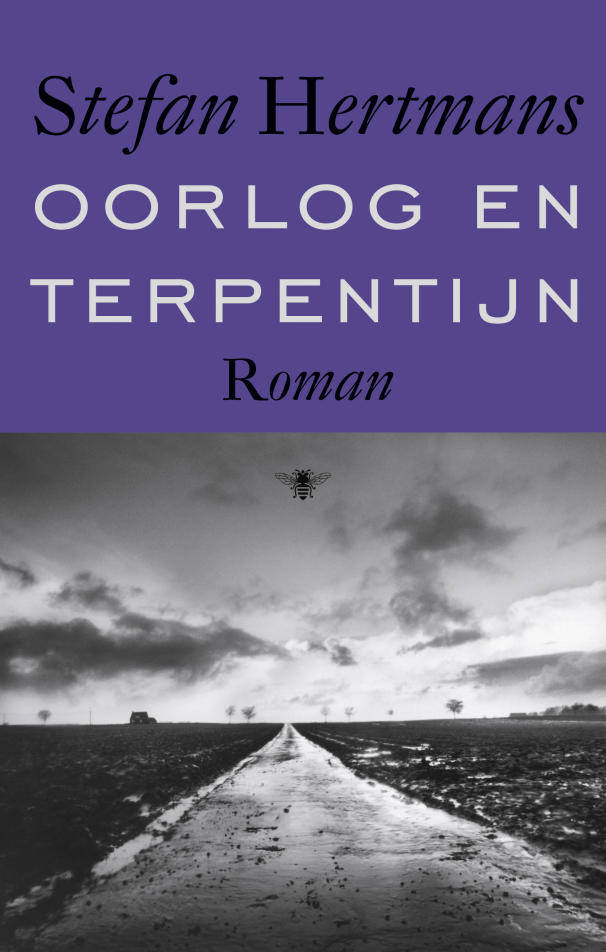 Stefan Hertmans
OORLOG EN
TERPENTIJN
Roman